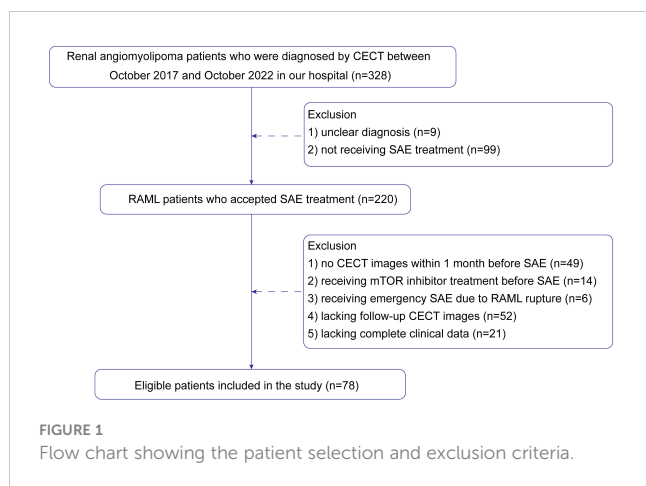 Renal angiomyolipoma patients who were diagnosed by CECT between
October 2017 and October 2022 in our hospital (n=328)
Exclusion
1) unclear diagnosis (n=9)
2) not receiving SAE treatment (n=99)
RAML patients who accepted SAE treatment (n=220)
Exclusion
1) no CECT images within 1 month before SAE (n=49)
2) receiving mTOR inhibitor treatment before SAE (n=14)
3) receiving emergency SAE due to RAML rupture (n=6)
4) lacking follow-up CECT images (n=52)
5) lacking complete clinical data (n=21)
Eligible patients included in the study (n=78)
FIGURE 1
Flow chart showing the patient selection and exclusion criteria.